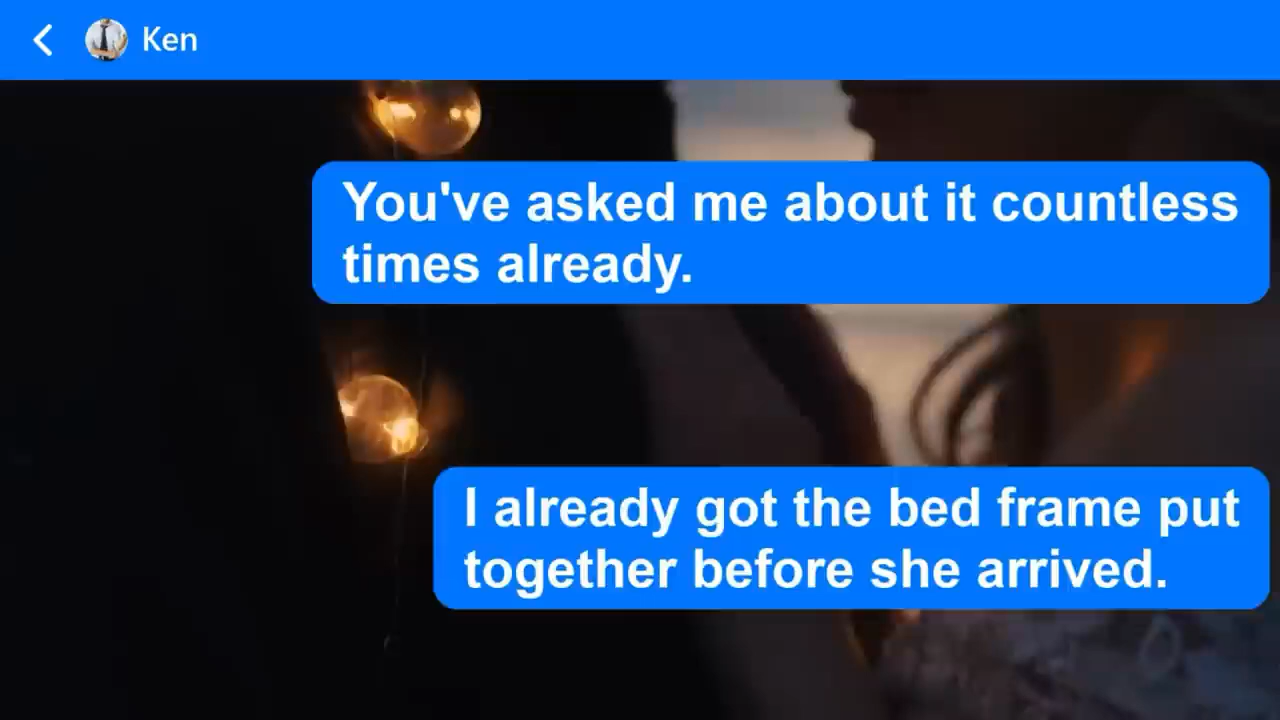 Ken
You've asked me about it countless
times already.
I already got the bed frame put
together before she arrived.